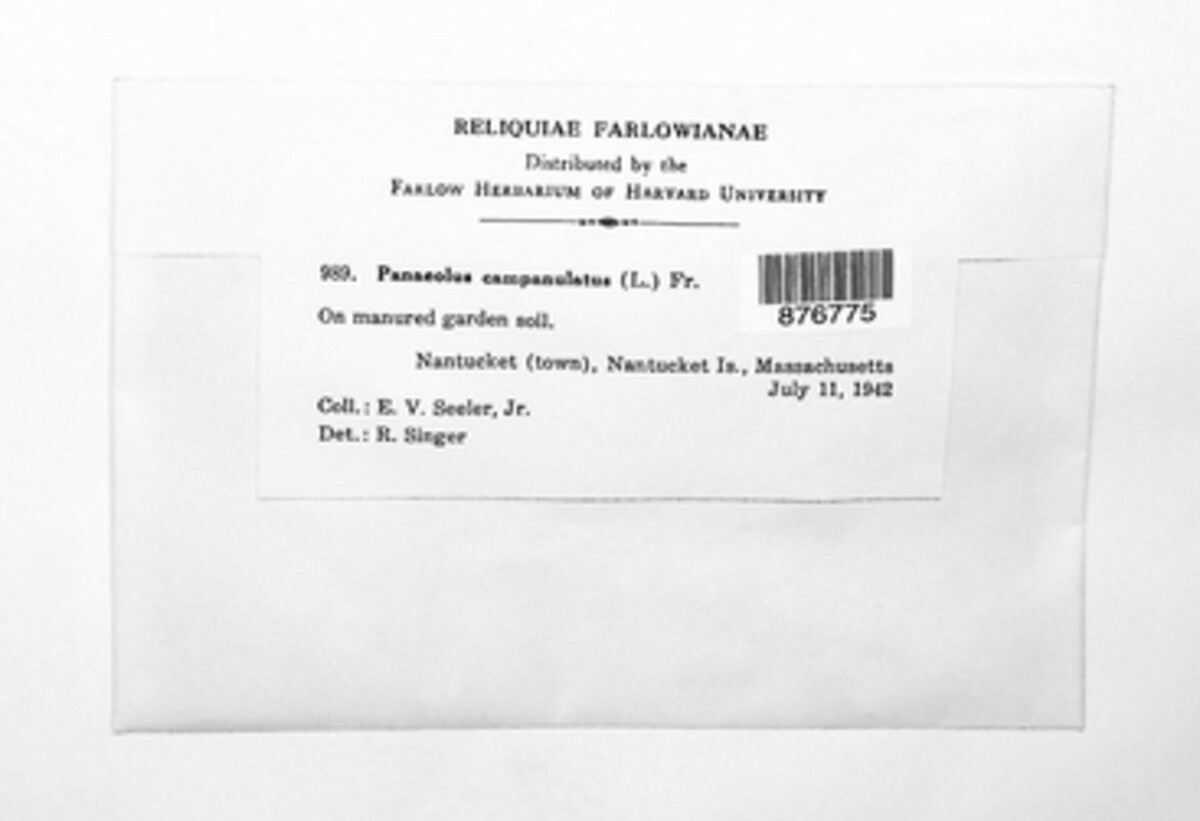 RELIQUIAE FARLOWIANAE
Distributed by the
FARLOW HERBARIUM OF HARVARD UNIVERSITY
989. Panaeolus campanulatus (L.) Fr.
876775
On manured garden soil.
Nantucket (town), Nantucket Is., Massachusetts
July 11, 1942
Coll.: E. V. Seeler, Jr.
Det.: R. Singer